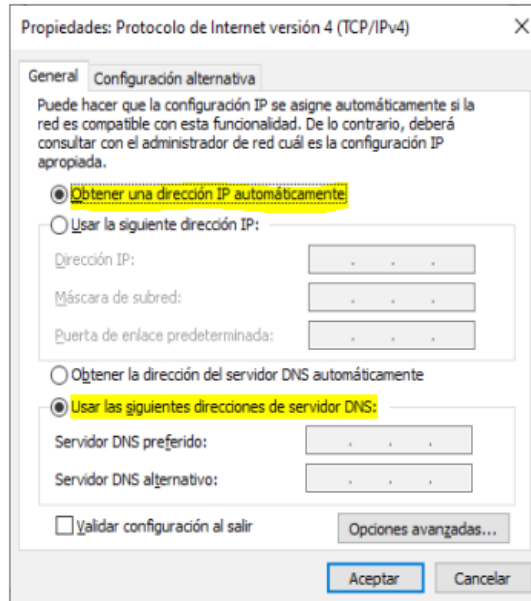 Propiedades: Protocolo de Internet versión 4 (TCP/IPv4)
General
Configuración alternativa
Puede hacer que la configuración IP se asigne automáticamente si la
red es compatible con esta funcionalidad. De lo contrario, deberá
consultar con el administrador de red cuál es la configuración IP
apropiada.
Obtener una dirección IP automáticamente
Usar la siguiente dirección IP:
Dirección IP:
Máscara de subred:
Puerta de enlace predeterminada:
Obtener la dirección del servidor DNS automáticamente
Usar las siguientes direcciones de servidor DNS:
Servidor DNS preferido:
Servidor DNS alternativo:
Validar configuración al salir
Opciones avanzadas...
Aceptar
Cancelar